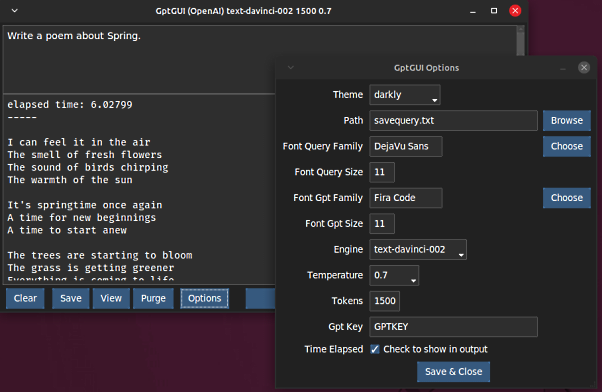 GptGUI (OpenAI) text-davinci-002 1500 0.7
Write a poem about Spring.
elapsed time: 6.02799
-----
I can feel it in the air
The smell of fresh flowers
The sound of birds chirping
The warmth of the sun
It's springtime once again
A time for new beginnings
A time to start anew
The trees are starting to bloom
The grass is getting greener
Everything is coming to life
Clear Save View Purge Options
GptGUI Options
Theme darkly
Path savequery.txt Browse
Font Query Family DejaVu Sans Choose
Font Query Size 11
Font Gpt Family Fira Code Choose
Font Gpt Size 11
Engine text-davinci-002
Temperature 0.7
Tokens 1500
Gpt Key GPTKEY
Time Elapsed Check to show in output
Save & Close